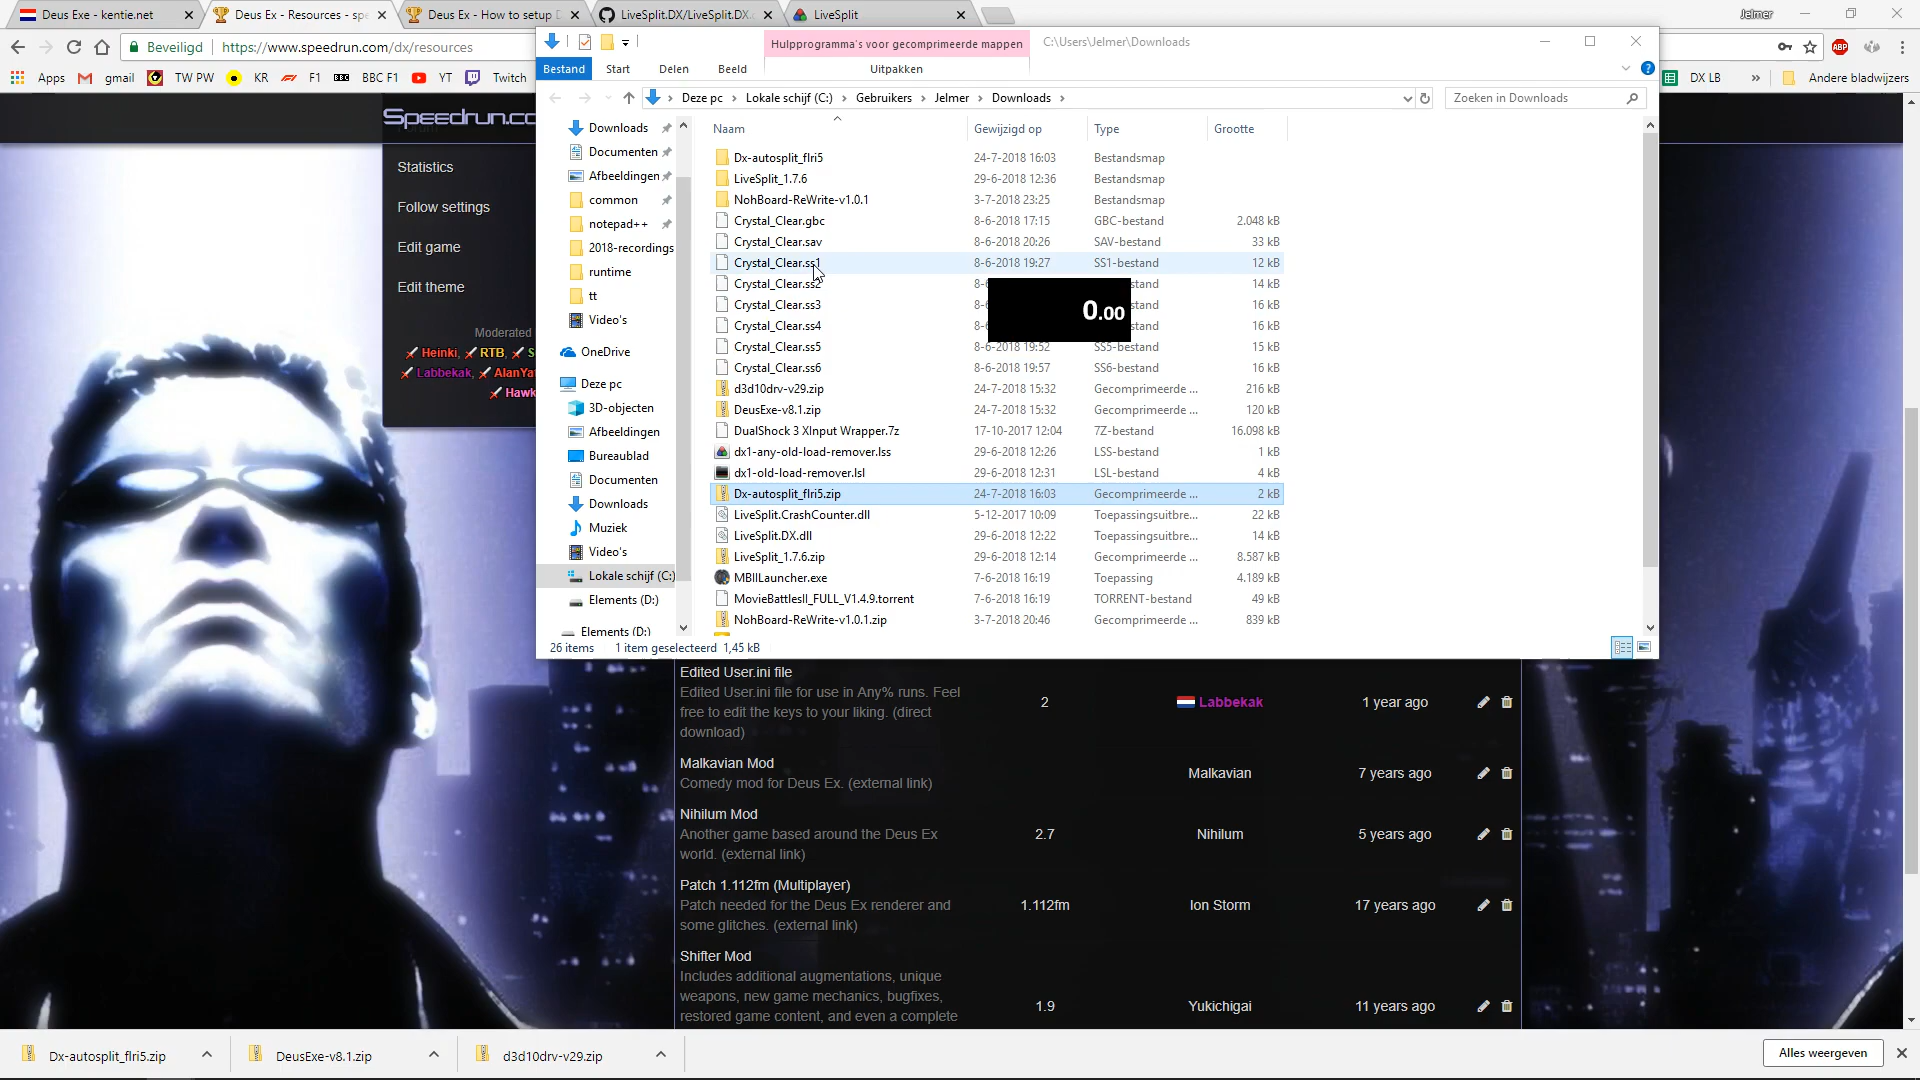 Deus Exe - kentie.net
Deus Ex - Resources - spe
Deus Ex - How to setup D
LiveSplit.DX/LiveSplit.DX.
LiveSplit
Jelmer
Beveiligd
https://www.speedrun.com/dx/resources
Apps
gmail
TW PW
KR
F1
BBC F1
YT
Twitch
DX LB
»
Andere bladwijzers
ABP
Speedrun.co
Statistics
Follow settings
Edit game
Edit theme
Moderated
Heinki, RTB, S
Labbekak, AlanYa
Hawk
Hulpprogramma's voor gecomprimeerde mappen
C:\Users\Jelmer\Downloads
Bestand
Start
Delen
Beeld
Uitpakken
Deze pc
Lokale schijf (C:)
Gebruikers
Jelmer
Downloads
Zoeken in Downloads
Downloads
Documenten
Afbeeldingen
common
notepad++
2018-recordings
runtime
tt
Video's
OneDrive
Deze pc
3D-objecten
Afbeeldingen
Bureaublad
Documenten
Downloads
Muziek
Video's
Lokale schijf (C:)
Elements (D:)
Elements (D:)
Naam Gewijzigd op Type Grootte
Dx-autosplit_flri5 24-7-2018 16:03 Bestandsmap
LiveSplit_1.7.6 29-6-2018 12:36 Bestandsmap
NohBoard-ReWrite-v1.0.1 3-7-2018 23:25 Bestandsmap
Crystal_Clear.gbc 8-6-2018 17:15 GBC-bestand 2.048 kB
Crystal_Clear.sav 8-6-2018 20:26 SAV-bestand 33 kB
Crystal_Clear.ss1 8-6-2018 19:27 SS1-bestand 12 kB
Crystal_Clear.ss2 8-6 stand 14 kB
Crystal_Clear.ss3 8-6 stand 16 kB
Crystal_Clear.ss4 8-6 stand 16 kB
Crystal_Clear.ss5 8-6-2018 19:52 SS5-bestand 15 kB
Crystal_Clear.ss6 8-6-2018 19:57 SS6-bestand 16 kB
d3d10drv-v29.zip 24-7-2018 15:32 Gecomprimeerde ... 216 kB
DeusExe-v8.1.zip 24-7-2018 15:32 Gecomprimeerde ... 120 kB
DualShock 3 XInput Wrapper.7z 17-10-2017 12:04 7Z-bestand 16.098 kB
dx1-any-old-load-remover.lss 29-6-2018 12:26 LSS-bestand 1 kB
dx1-old-load-remover.lsl 29-6-2018 12:31 LSL-bestand 4 kB
Dx-autosplit_flri5.zip 24-7-2018 16:03 Gecomprimeerde ... 2 kB
LiveSplit.CrashCounter.dll 5-12-2017 10:09 Toepassingsuitbre... 22 kB
LiveSplit.DX.dll 29-6-2018 12:22 Toepassingsuitbre... 14 kB
LiveSplit_1.7.6.zip 29-6-2018 12:14 Gecomprimeerde ... 8.587 kB
MBIILauncher.exe 7-6-2018 16:19 Toepassing 4.189 kB
MovieBattlesII_FULL_V1.4.9.torrent 7-6-2018 16:19 TORRENT-bestand 49 kB
NohBoard-ReWrite-v1.0.1.zip 3-7-2018 20:46 Gecomprimeerde ... 839 kB
0.00
26 items 1 item geselecteerd 1,45 kB
Edited User.ini file
Edited User.ini file for use in Any% runs. Feel
free to edit the keys to your liking. (direct
download)
2
Labbekak
1 year ago
Malkavian Mod
Comedy mod for Deus Ex. (external link)
Malkavian
7 years ago
Nihilum Mod
Another game based around the Deus Ex
world. (external link)
2.7
Nihilum
5 years ago
Patch 1.112fm (Multiplayer)
Patch needed for the Deus Ex renderer and
some glitches. (external link)
1.112fm
Ion Storm
17 years ago
Shifter Mod
Includes additional augmentations, unique
weapons, new game mechanics, bugfixes,
restored game content, and even a complete
1.9
Yukichigai
11 years ago
Dx-autosplit_flri5.zip
DeusExe-v8.1.zip
d3d10drv-v29.zip
Alles weergeven